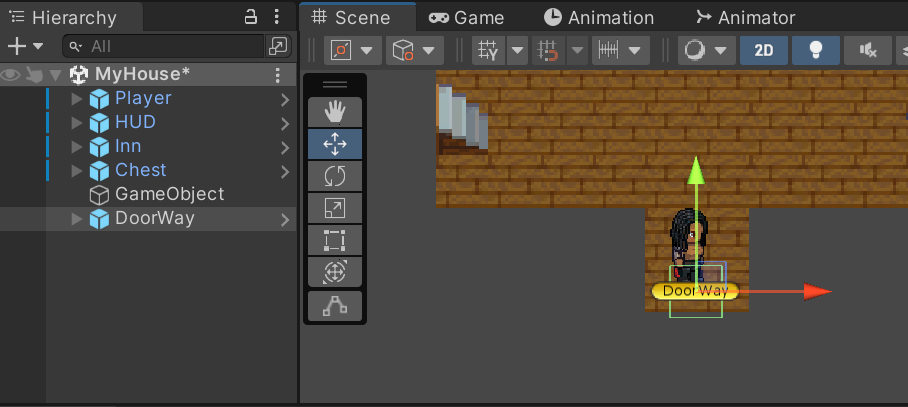 Hierarchy
All
MyHouse*
Player
HUD
Inn
Chest
GameObject
DoorWay
Scene
Game
Animation
Animator
2D
DoorWay